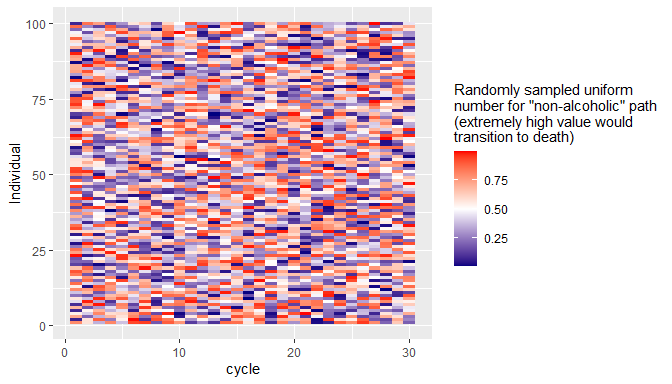 100
75
50
25
0
Individual
0
10
20
30
cycle
Randomly sampled uniform
number for "non-alcoholic" path
(extremely high value would
transition to death)
0.75
0.50
0.25